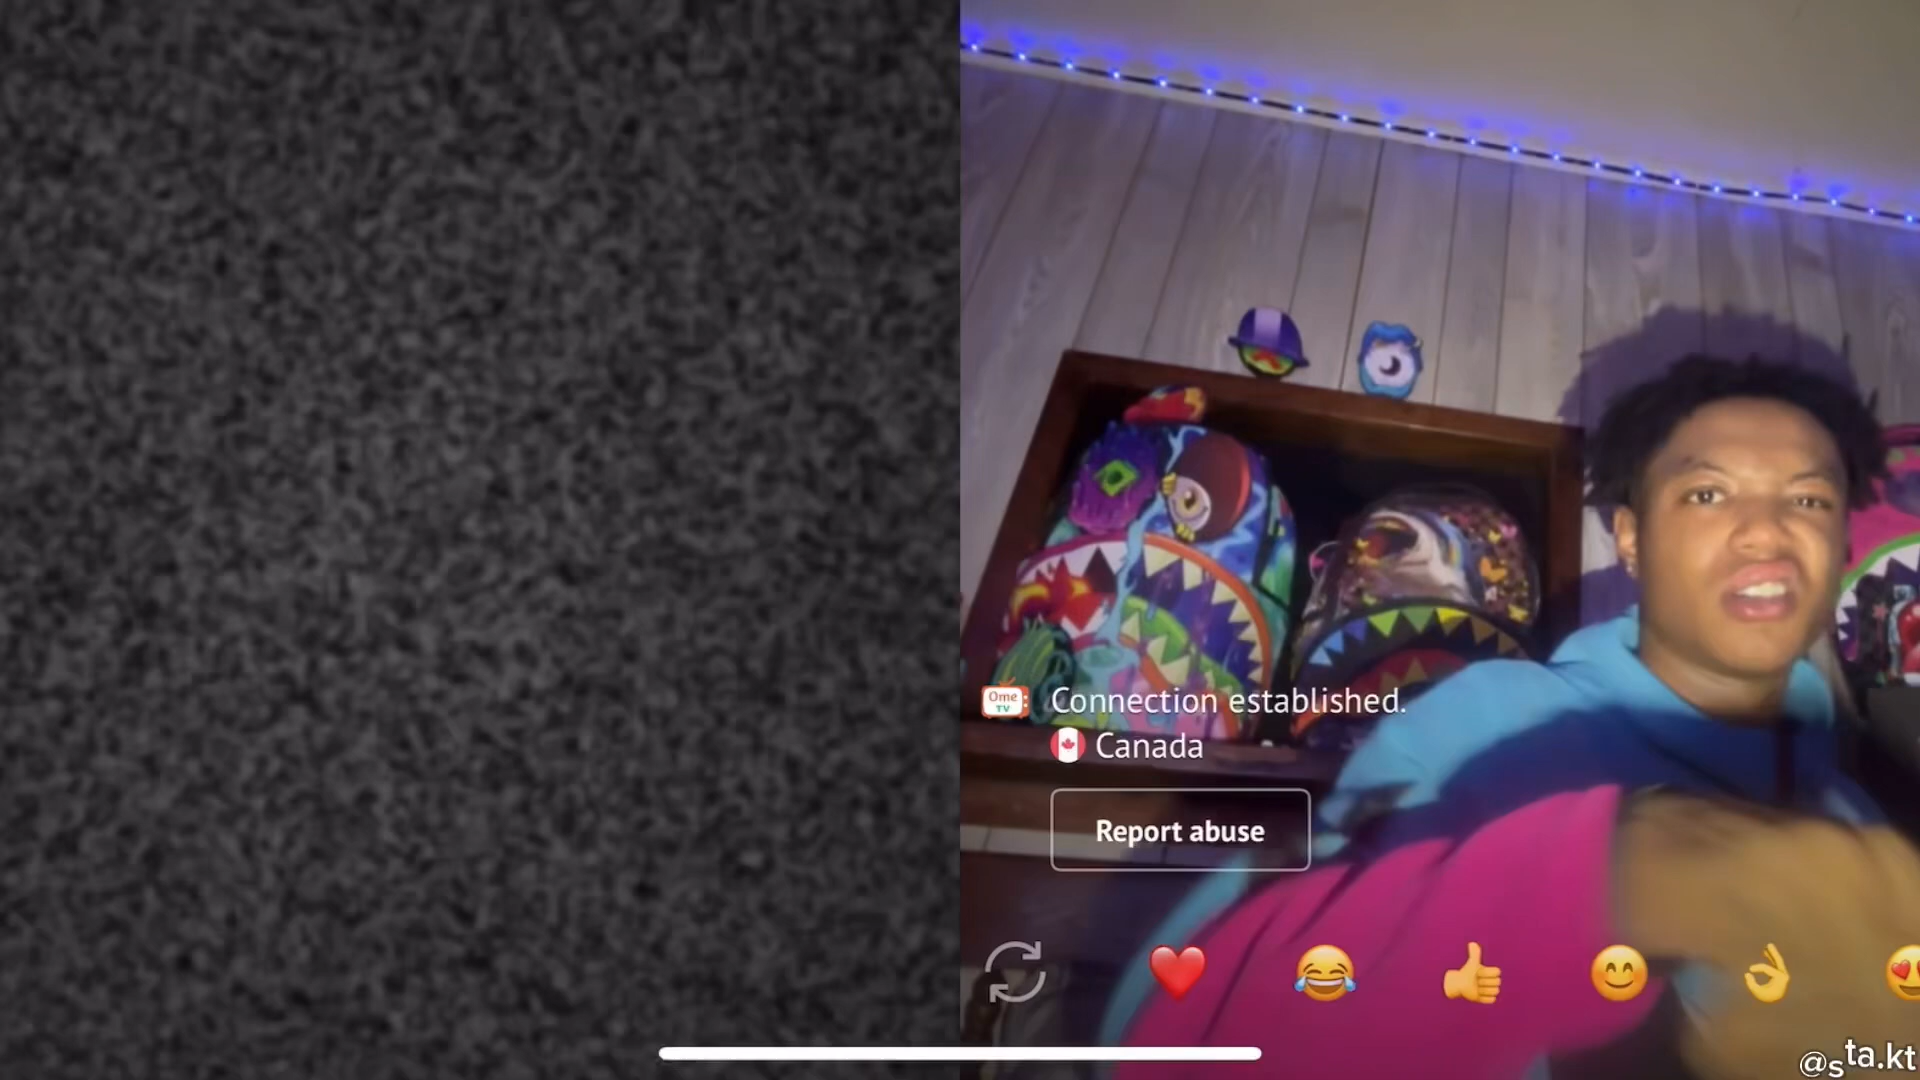 Ome
TV
Connection established.
Canada
Report abuse
@sta.kt